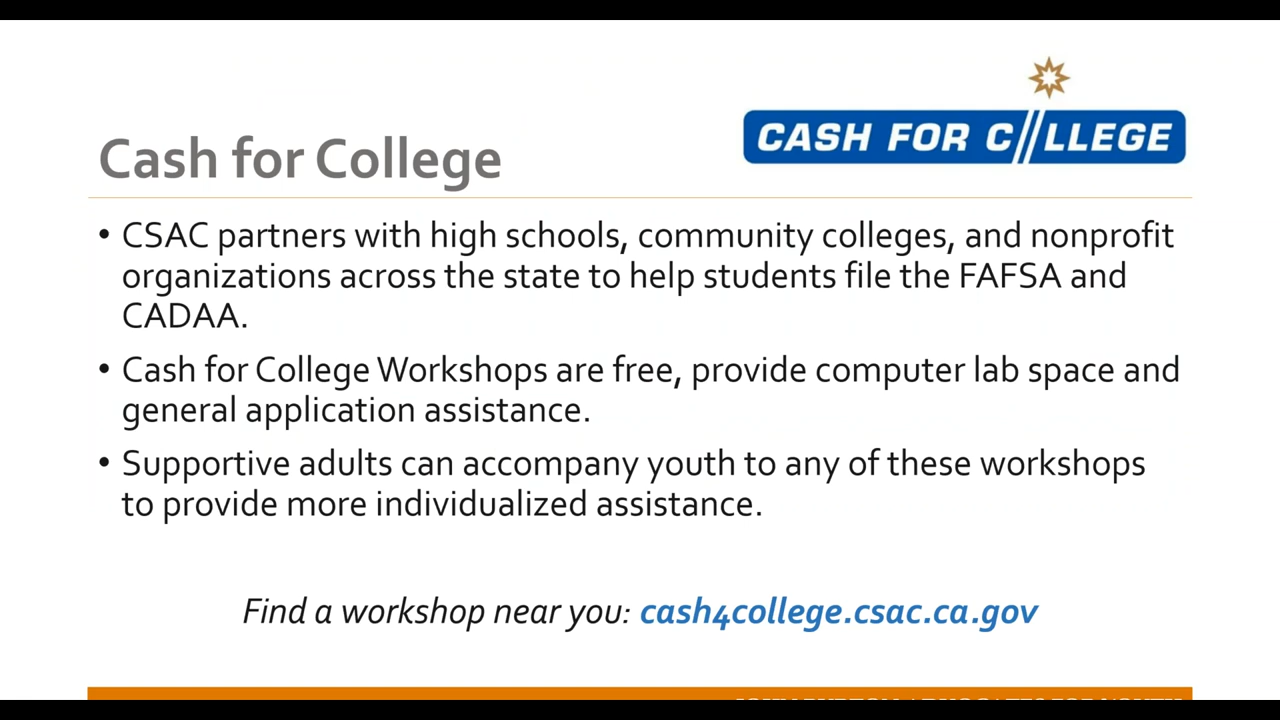 CASH FOR C//LLEGE
Cash for College
• CSAC partners with high schools, community colleges, and nonprofit
organizations across the state to help students file the FAFSA and
CADAA.
• Cash for College Workshops are free, provide computer lab space and
general application assistance.
• Supportive adults can accompany youth to any of these workshops
to provide more individualized assistance.
Find a workshop near you: cash4college.csac.ca.gov